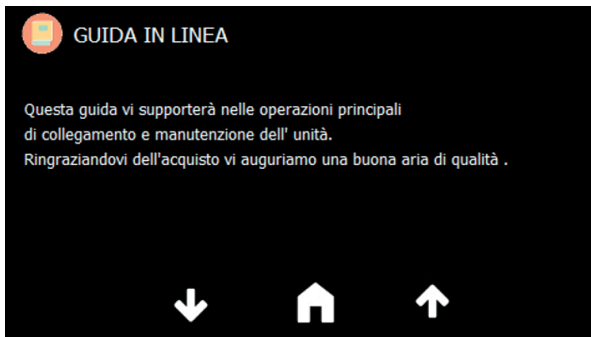 GUIDA IN LINEA
Questa guida vi supporterà nelle operazioni principali
di collegamento e manutenzione dell' unità.
Ringraziandovi dell'acquisto vi auguriamo una buona aria di qualità .